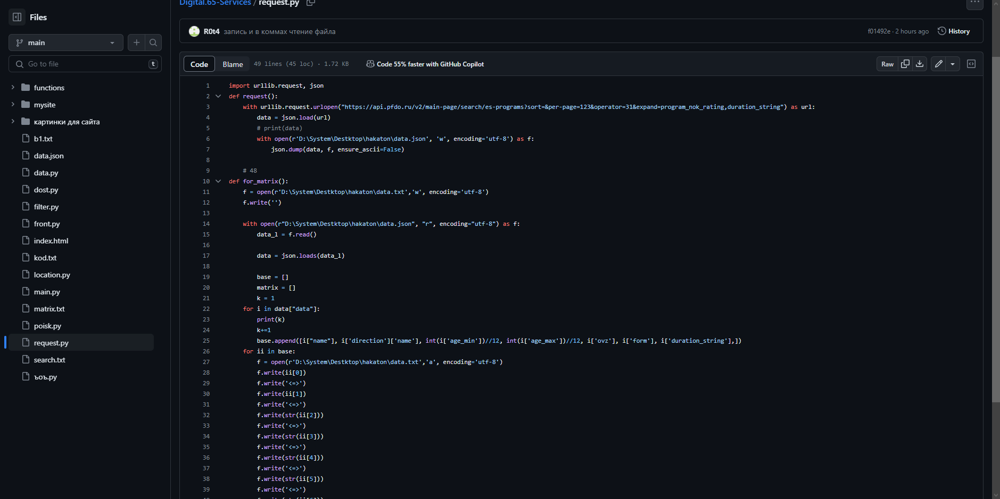 Digital.65-Services / request.py
Files
main
Go to file
t
functions
mysite
картинки для сайта
b1.txt
data.json
data.py
dost.py
filter.py
front.py
index.html
kod.txt
location.py
main.py
matrix.txt
poisk.py
request.py
search.txt
ъоъ.py
R0t4 запись и в коммах чтение файла
f01492e · 2 hours ago
History
Code
Blame
49 lines (45 loc) · 1.72 KB
Code 55% faster with GitHub Copilot
Raw
1 import urllib.request, json
2 def request():
3 with urllib.request.urlopen("https://api.pfdo.ru/v2/main-page/search/es-programs?sort=&per-page=123&operator=31&expand=program_nok_rating,duration_string") as url:
4 data = json.load(url)
5 # print(data)
6 with open(r'D:\System\Destktop\hakaton\data.json', 'w', encoding='utf-8') as f:
7 json.dump(data, f, ensure_ascii=False)
8
9 # 48
10 def for_matrix():
11 f = open(r'D:\System\Destktop\hakaton\data.txt','w', encoding='utf-8')
12 f.write('')
13
14 with open(r"D:\System\Destktop\hakaton\data.json", "r", encoding="utf-8") as f:
15 data_l = f.read()
16
17 data = json.loads(data_l)
18
19 base = []
20 matrix = []
21 k = 1
22 for i in data["data"]:
23 print(k)
24 k+=1
25 base.append([i["name"], i['direction']['name'], int(i['age_min'])//12, int(i['age_max'])//12, i['ovz'], i['form'], i['duration_string'],])
26 for ii in base:
27 f = open(r'D:\System\Destktop\hakaton\data.txt','a', encoding='utf-8')
28 f.write(ii[0])
29 f.write('<=>')
30 f.write(ii[1])
31 f.write('<=>')
32 f.write(str(ii[2]))
33 f.write('<=>')
34 f.write(str(ii[3]))
35 f.write('<=>')
36 f.write(str(ii[4]))
37 f.write('<=>')
38 f.write(str(ii[5]))
39 f.write('<=>')